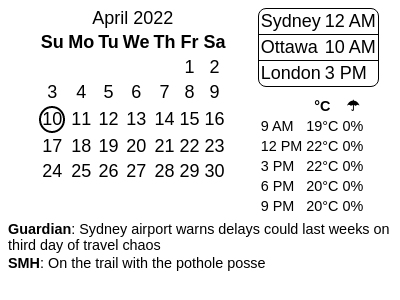 April 2022
Su Mo Tu We Th Fr Sa
1 2
3 4 5 6 7 8 9
10 11 12 13 14 15 16
17 18 19 20 21 22 23
24 25 26 27 28 29 30
Sydney 12 AM
Ottawa 10 AM
London 3 PM
°C ☂
9 AM 19°C 0%
12 PM 22°C 0%
3 PM 22°C 0%
6 PM 20°C 0%
9 PM 20°C 0%
Guardian: Sydney airport warns delays could last weeks on
third day of travel chaos
SMH: On the trail with the pothole posse